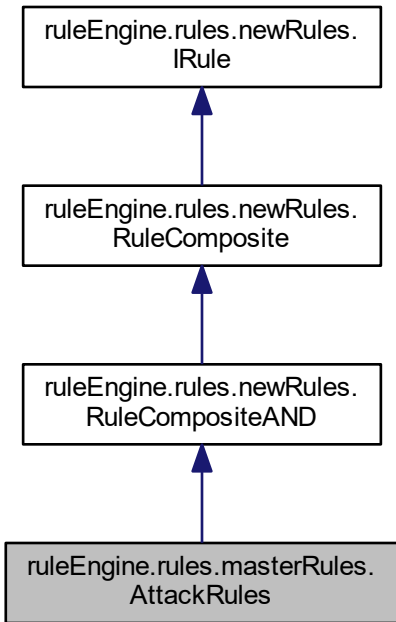 ruleEngine.rules.newRules.
IRule
ruleEngine.rules.newRules.
RuleComposite
ruleEngine.rules.newRules.
RuleCompositeAND
ruleEngine.rules.masterRules.
AttackRules